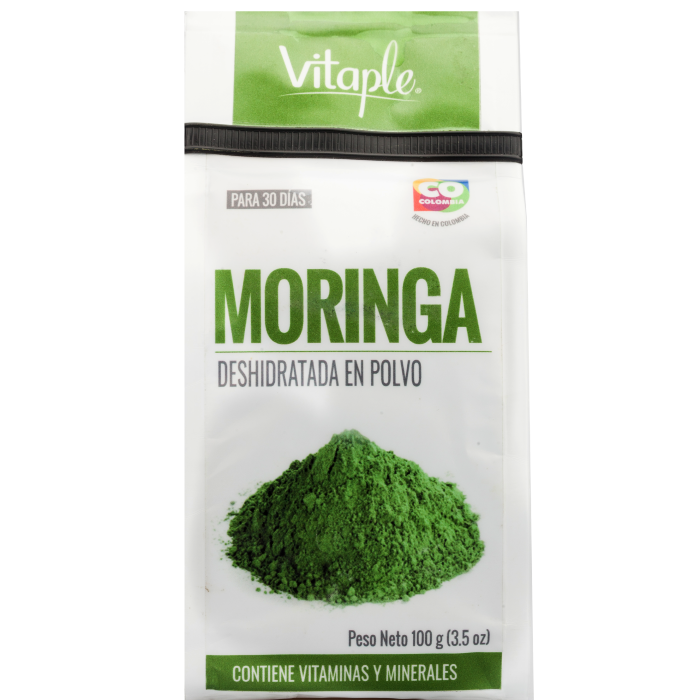 Vitaple®
PARA 30 DÍAS
CO
COLOMBIA
HECHO EN COLOMBIA
MORINGA
DESHIDRATADA EN POLVO
Peso Neto 100 g (3.5 oz)
CONTIENE VITAMINAS Y MINERALES